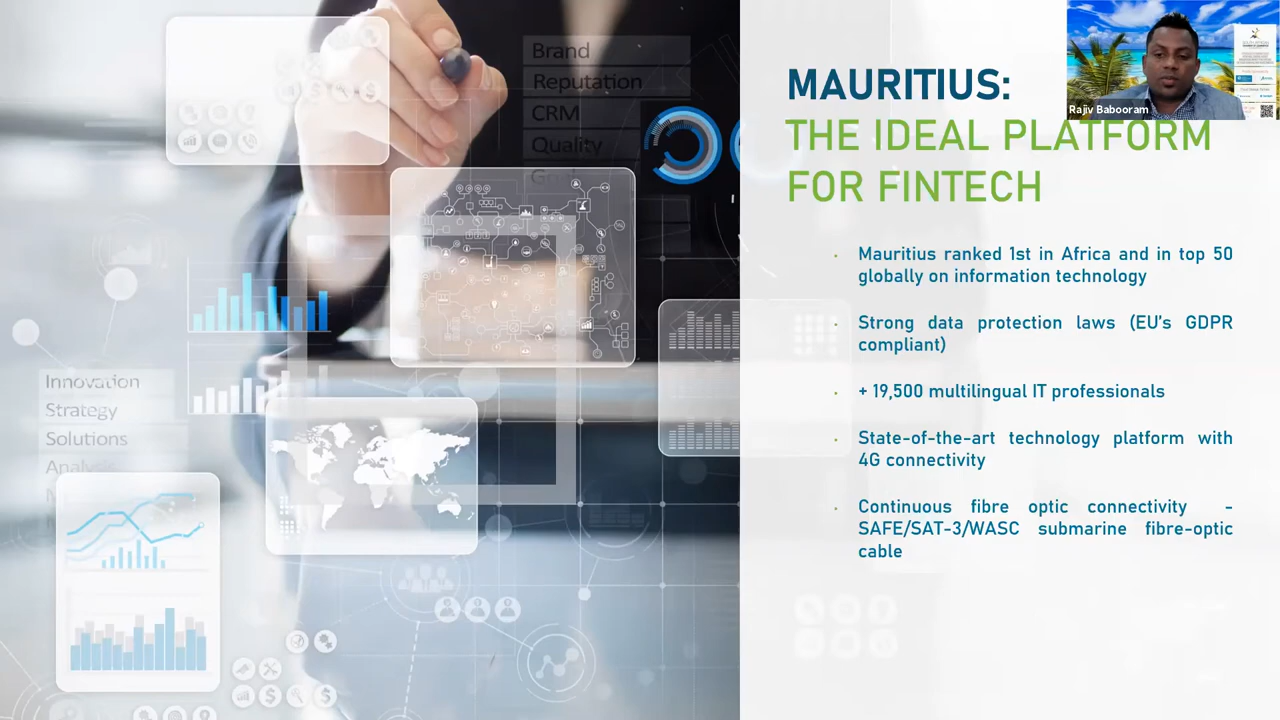 Brand
Reputation
CRM
Quality
Innovation
Strategy
Solutions
MAURITIUS:
THE IDEAL PLATFORM
FOR FINTECH
Rajiv Babooram
Mauritius ranked 1st in Africa and in top 50
globally on information technology
Strong data protection laws (EU's GDPR
compliant)
+ 19,500 multilingual IT professionals
State-of-the-art technology platform with
4G connectivity
Continuous fibre optic connectivity -
SAFE/SAT-3/WASC submarine fibre-optic
cable